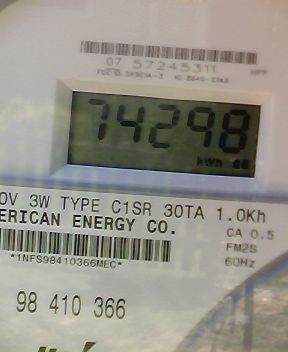 07 57245311
74298
kWh
0V 3W TYPE C1SR 30TA 1.0Kh
ERICAN ENERGY CO.
CA 0.5
FM2S
60Hz
*1NFS98410366MEC*
98 410 366